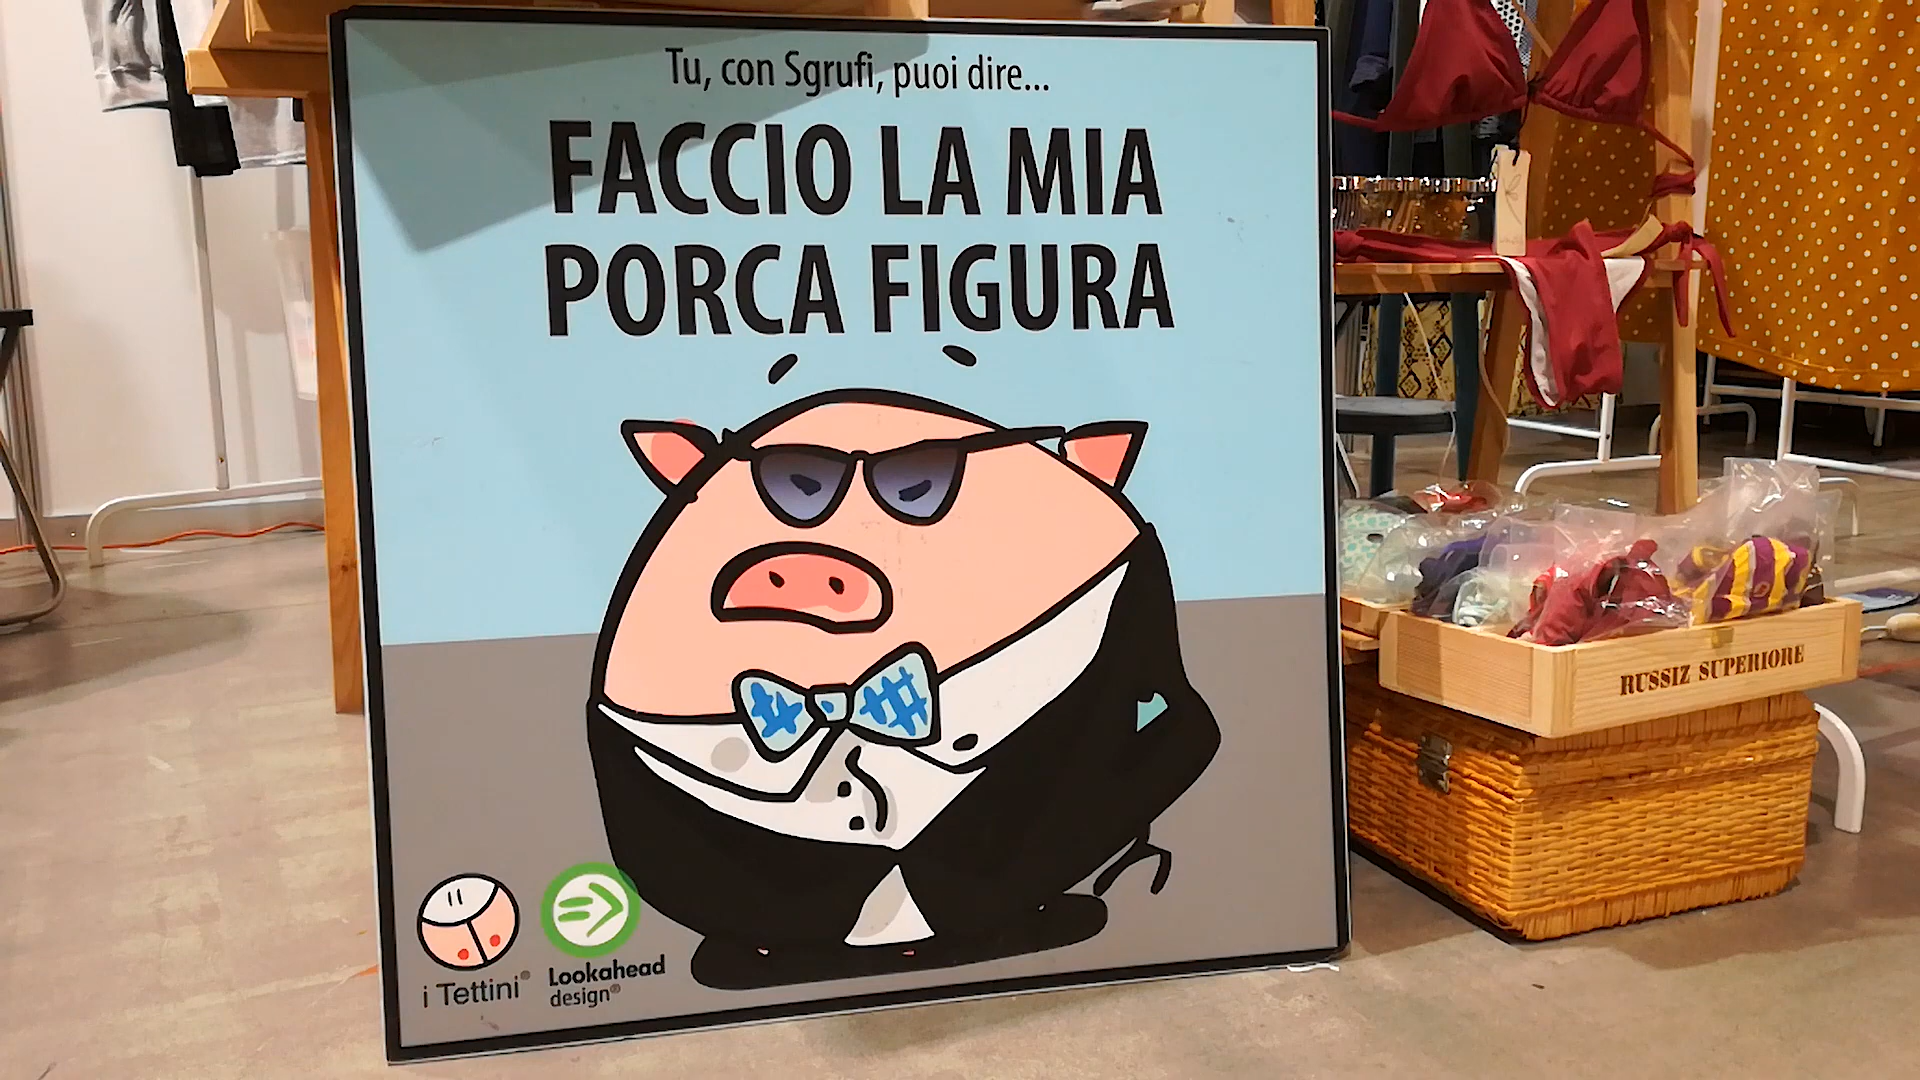 Tu, con Sgrufi, puoi dire...
FACCIO LA MIA
PORCA FIGURA
i Tettini®
Lookahead
design®
RUSSIZ SUPERIORE